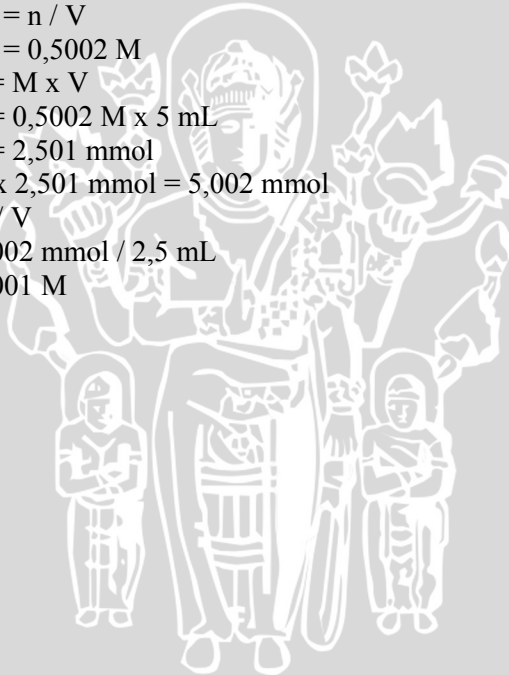 = n / V
= 0,5002 M
= M x V
= 0,5002 M x 5 mL
= 2,501 mmol
x 2,501 mmol = 5,002 mmol
/ V
002 mmol / 2,5 mL
001 M